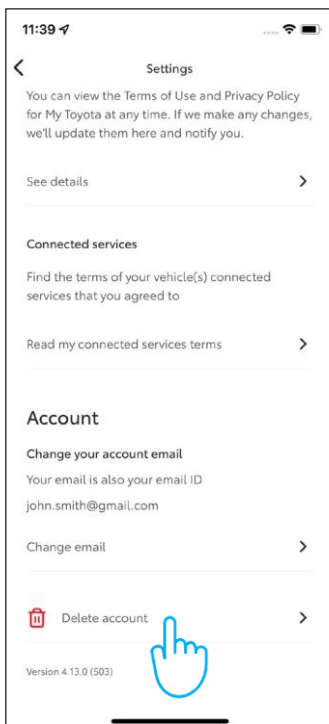 11:39
Settings
You can view the Terms of Use and Privacy Policy
for My Toyota at any time. If we make any changes,
we'll update them here and notify you.
See details
Connected services
Find the terms of your vehicle(s) connected
services that you agreed to
Read my connected services terms
Account
Change your account email
Your email is also your email ID
john.smith@gmail.com
Change email
Delete account
Version 4.13.0 (503)